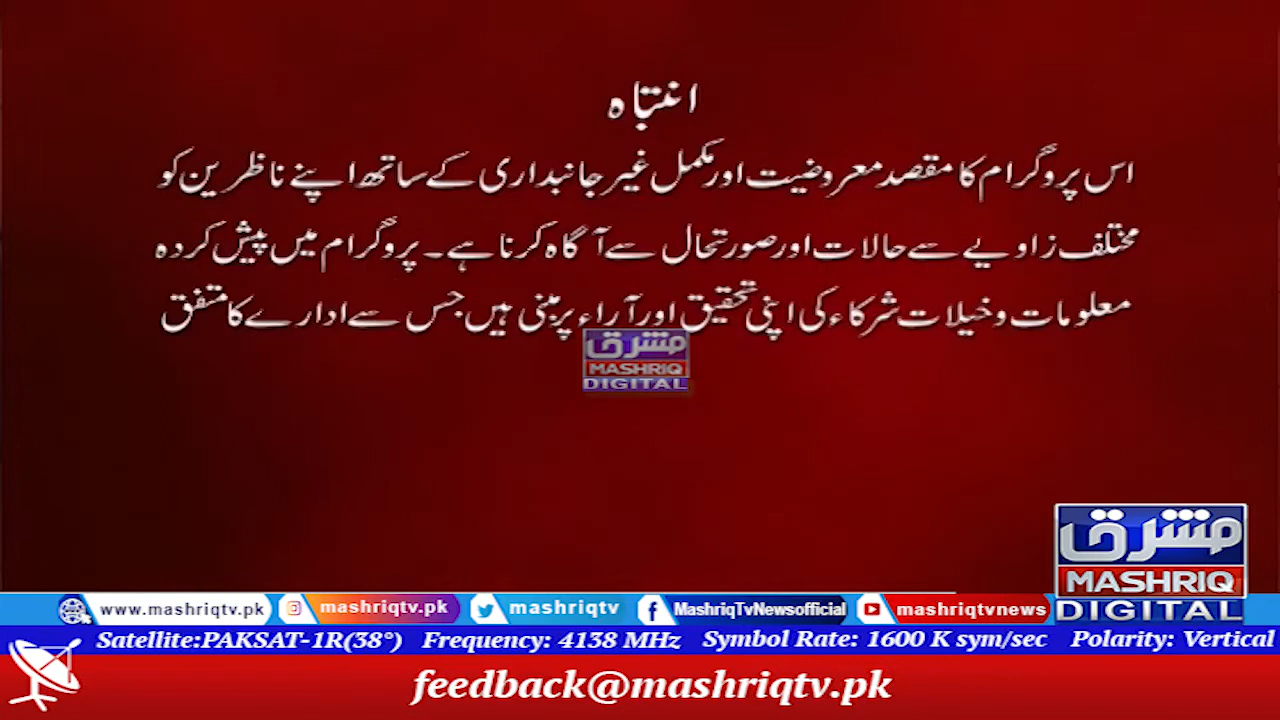 انتباہ
اس پروگرام کا مقصد معروضیت اور مکمل غیر جانبداری کے ساتھ اپنے ناظرین کو
مختلف زاویے سے حالات اور صورتحال سے آگاہ کرنا ہے۔ پروگرام میں پیش کردہ
معلومات و خیلات شرکاء کی اپنی تحقیق اور آراء پر مبنی ہیں جس سے ادارے کا متفق
مشرق
MASHRIQ
DIGITAL
مشرق
MASHRIQ
DIGITAL
www.mashriqtv.pk mashriqtv.pk mashriqtv MashriqTvNewsofficial mashriqtvnews
Satellite:PAKSAT-1R(38°) Frequency: 4138 MHz Symbol Rate: 1600 K sym/sec Polarity: Vertical
feedback@mashriqtv.pk